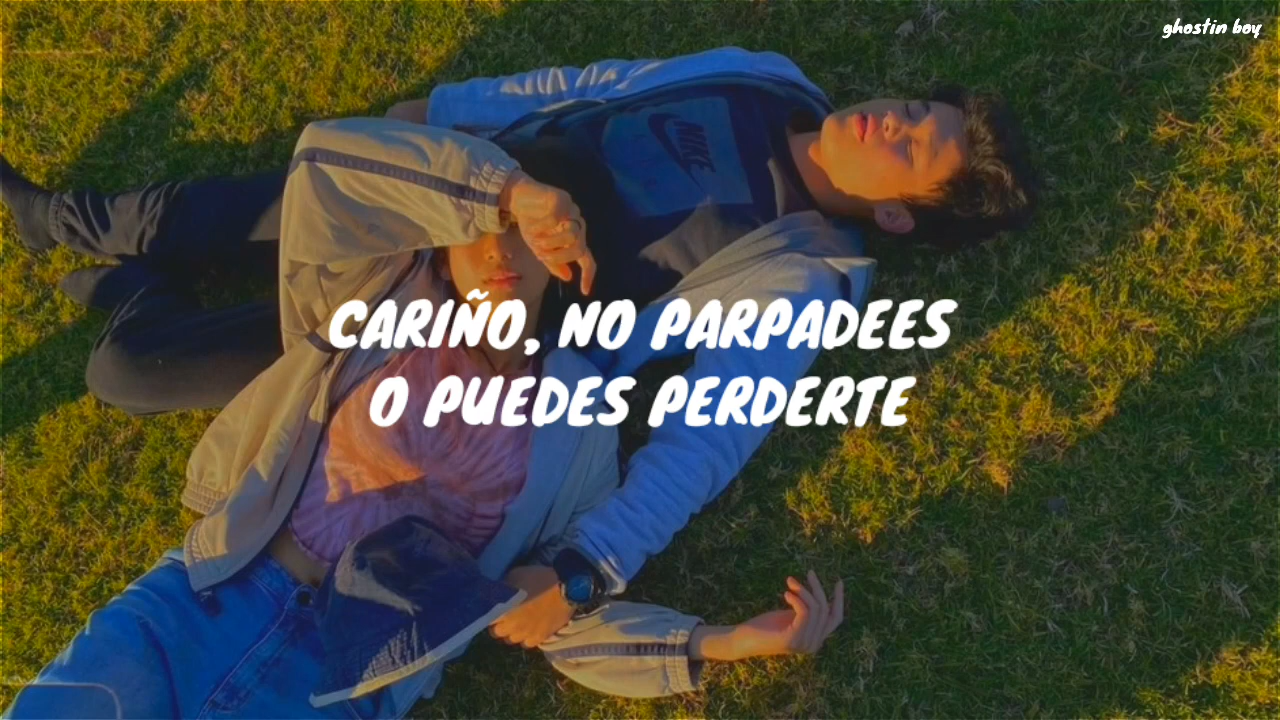 ghostin boy
NIKE
CARIÑO, NO PARPADEES
O PUEDES PERDERTE